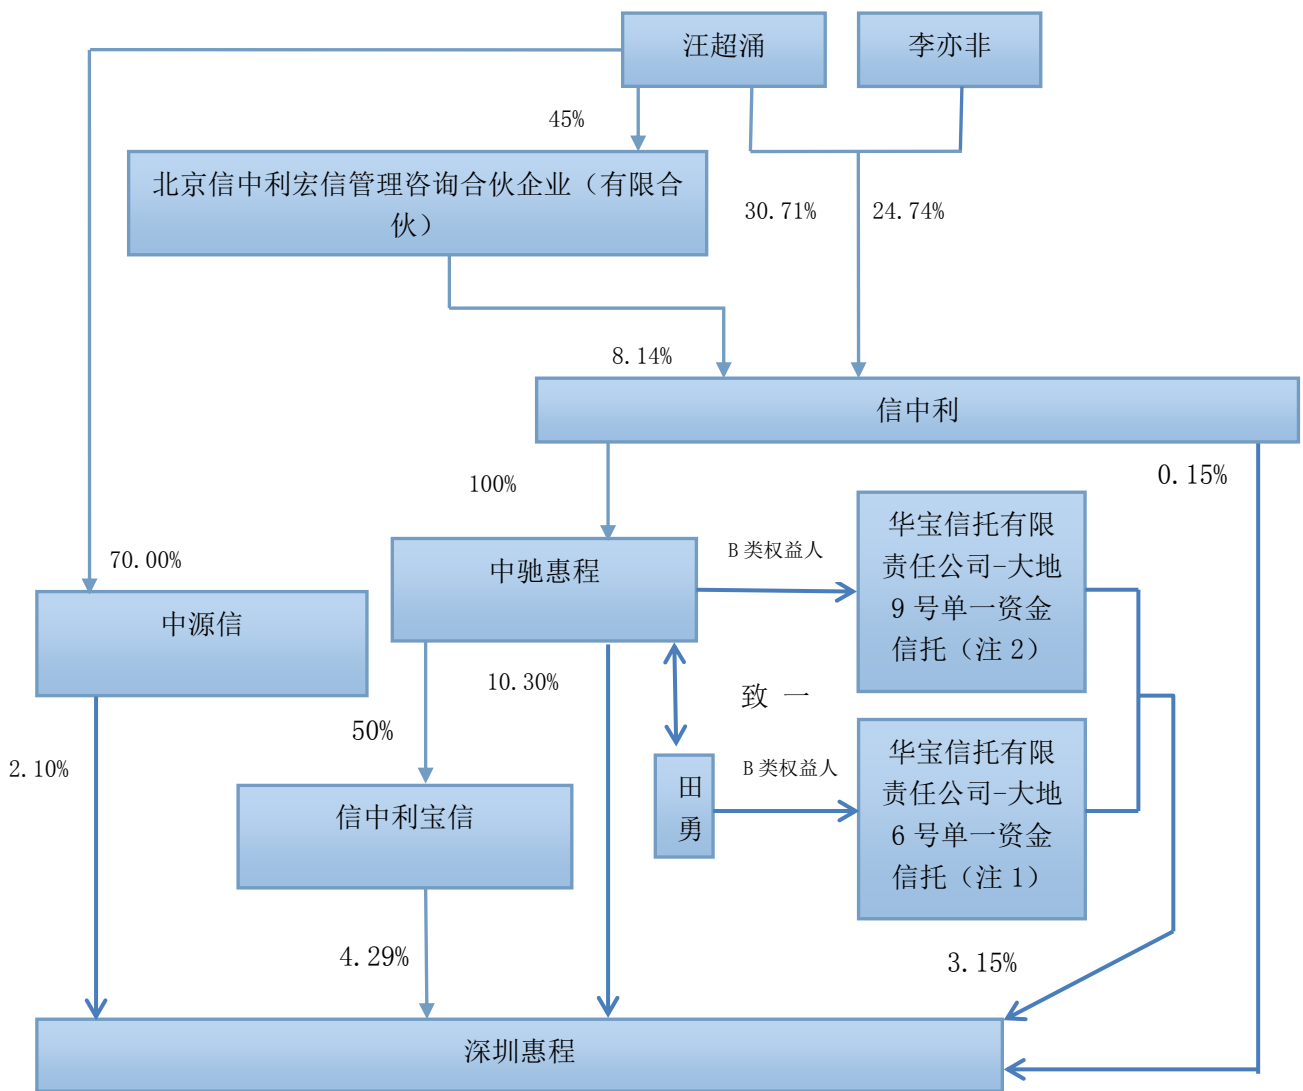 汪超涌
李亦非
45%
北京信中利宏信管理咨询合伙企业（有限合
伙）
30.71%
24.74%
8.14%
信中利
100%
0.15%
70.00%
中驰惠程
B 类权益人
华宝信托有限
责任公司-大地
9 号单一资金
信托（注 2）
中源信
10.30%
致 一
50%
2.10%
信中利宝信
田
勇
B 类权益人
华宝信托有限
责任公司-大地
6 号单一资金
信托（注 1）
4.29%
3.15%
深圳惠程